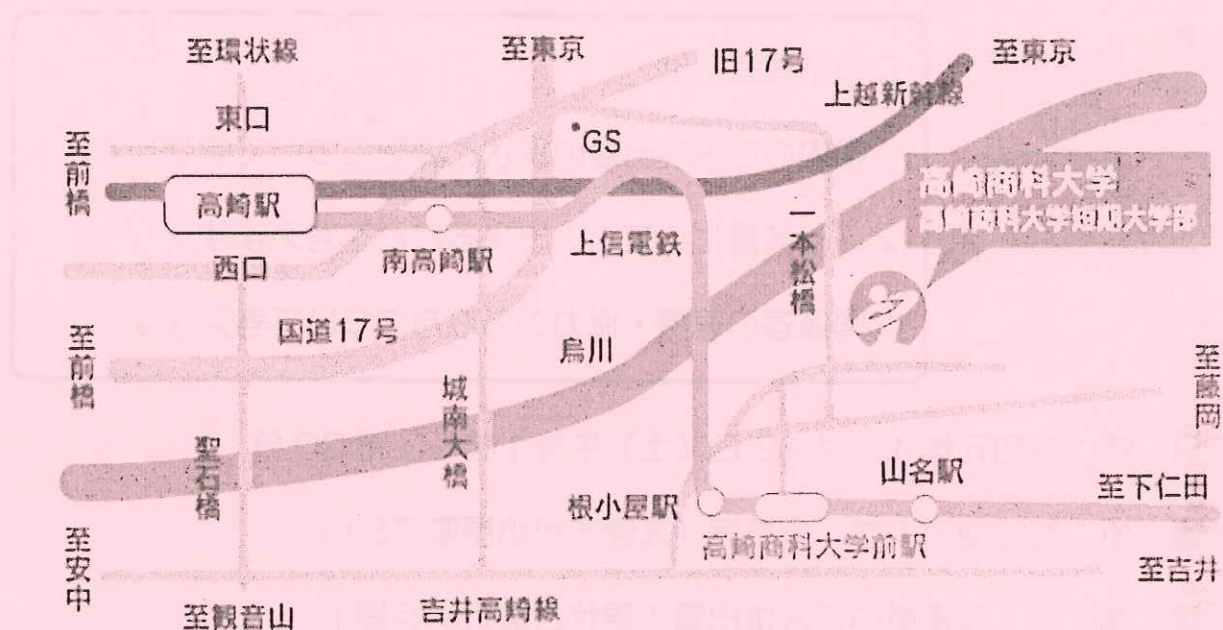 至環状線
至東京
旧17号
至東京
上越新幹線
東口
至前橋
GS
高崎駅
高崎商科大学
高崎商科大学短期大学部
一本松橋
西口
南高崎駅
上信電鉄
国道17号
至前橋
烏川
至藤岡
城南大橋
聖石橋
山名駅
根小屋駅
至下仁田
高崎商科大学前駅
至安中
至吉井
至観音山
吉井高崎線